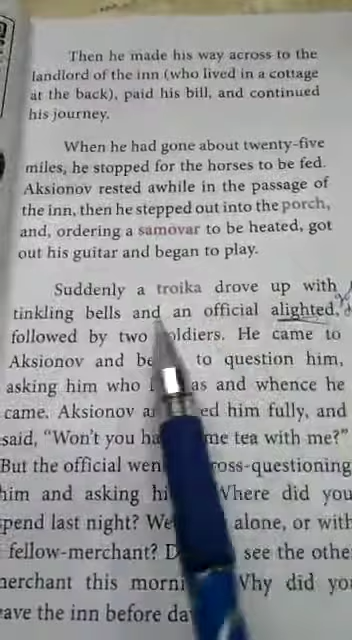 Then he made his way across to the
landlord of the inn (who lived in a cottage
at the back), paid his bill, and continued
his journey.
When he had gone about twenty-five
miles, he stopped for the horses to be fed.
Aksionov rested awhile in the passage of
the inn, then he stepped out into the porch,
and, ordering a samovar to be heated, got
out his guitar and began to play.
Suddenly a troika drove up with
tinkling bells and an official alighted,
followed by two soldiers. He came to
Aksionov and be to question him,
asking him who as and whence he
came. Aksionov a ed him fully, and
said, "Won't you ha me tea with me?"
But the official wen ross-questioning
him and asking hi Where did you
pend last night? We alone, or with
fellow-merchant? D see the othe
merchant this morni Why did yo
eave the inn before da